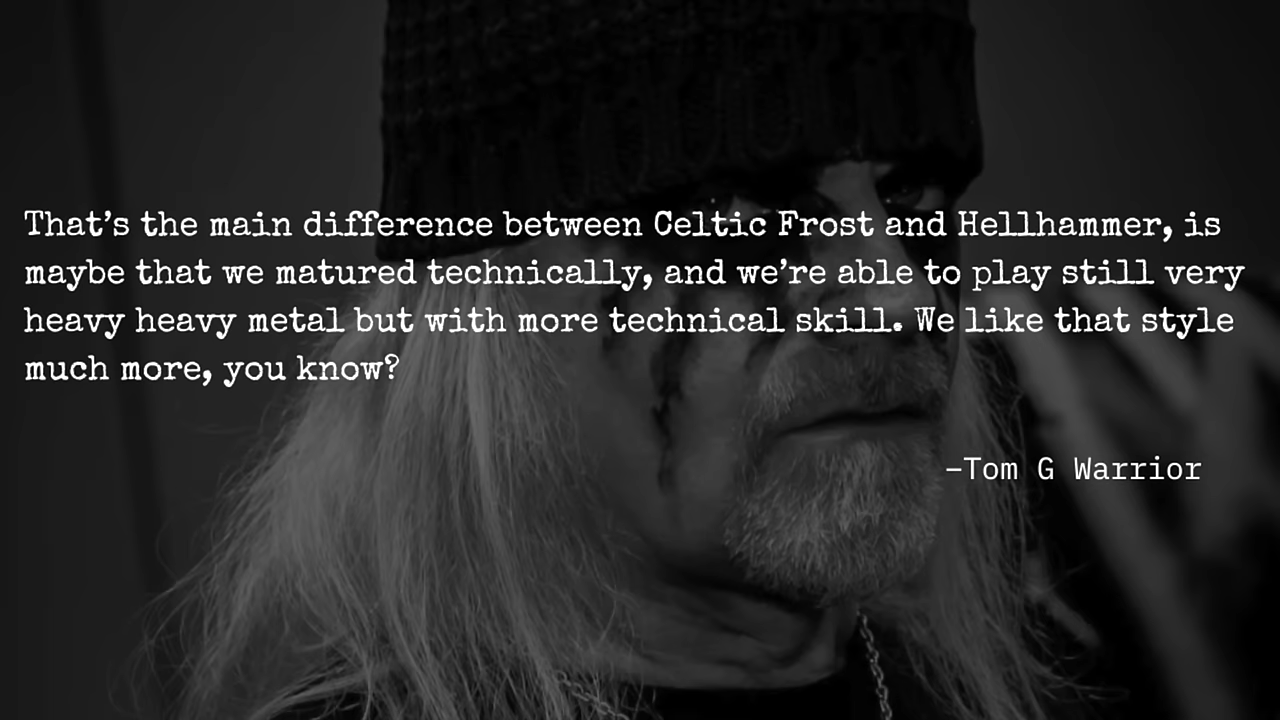 That’s the main difference between Celtic Frost and Hellhammer, is
maybe that we matured technically, and we’re able to play still very
heavy heavy metal but with more technical skill. We like that style
much more, you know?
–Tom G Warrior